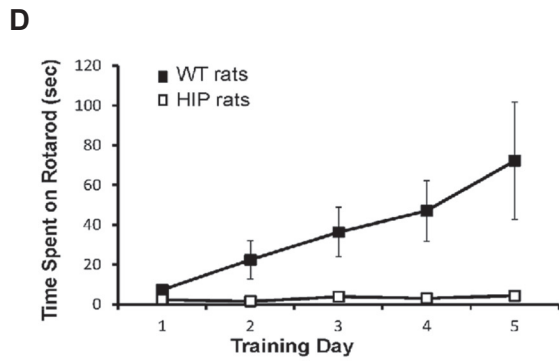 D
120
100
80
60
40
20
0
Time Spent on Rotarod (sec)
WT rats
HIP rats
1 2 3 4 5
Training Day